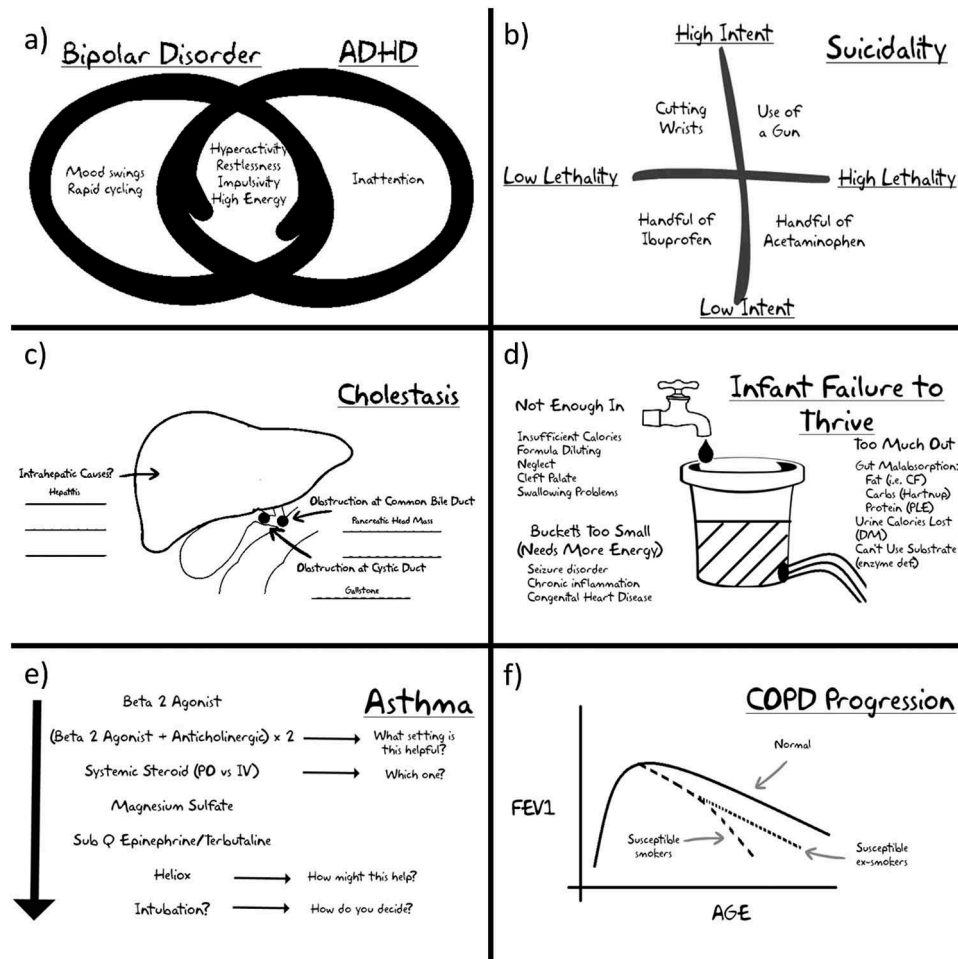 a)
Bipolar Disorder
ADHD
Mood swings
Rapid cycling
Hyperactivity
Restlessness
Impulsivity
High Energy
Inattention
b)
Suicidality
High Intent
Cutting
Wrists
Use of
a Gun
Low Lethality
High Lethality
Handful of
Ibuprofen
Handful of
Acetaminophen
Low Intent
c)
Cholestasis
Intrahepatic Causes?
Hepatitis
Obstruction at Common Bile Duct
Pancreatic Head Mass
Obstruction at Cystic Duct
Gallstone
d)
Infant Failure to
Thrive
Not Enough In
Insufficient Calories
Formula Diluting
Neglect
Cleft Palate
Swallowing Problems
Buckets Too Small
(Needs More Energy)
Seizure disorder
Chronic inflammation
Congenital Heart Disease
Too Much Out
Gut Malabsorption:
Fat (i.e. CF)
Carbs (Hartnup)
Protein (PLE)
Urine Calories Lost
(DM)
Can't Use Substrate
(enzyme def.)
e)
Asthma
Beta 2 Agonist
(Beta 2 Agonist + Anticholinergic) x 2
What setting is
this helpful?
Systemic Steroid (PO vs IV)
Which one?
Magnesium Sulfate
Sub Q Epinephrine/Terbutaline
Heliox
How might this help?
Intubation?
How do you decide?
f)
COPD Progression
Normal
FEV1
Susceptible
smokers
Susceptible
ex-smokers
AGE